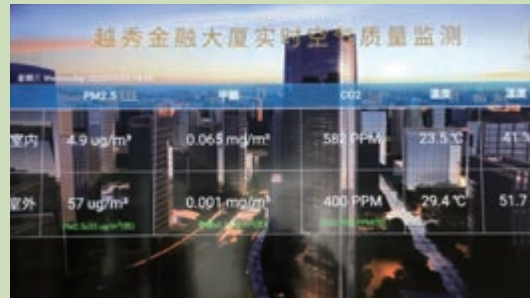 越秀金融大厦实时空气质量监测
PM2.5 甲醛 CO2 温度 湿度
室内 4.9 ug/m³ 0.065 mg/m³ 582 PPM 23.5 ℃ 41
室外 57 ug/m³ 0.001 mg/m³ 400 PPM 29.4 ℃ 51.7